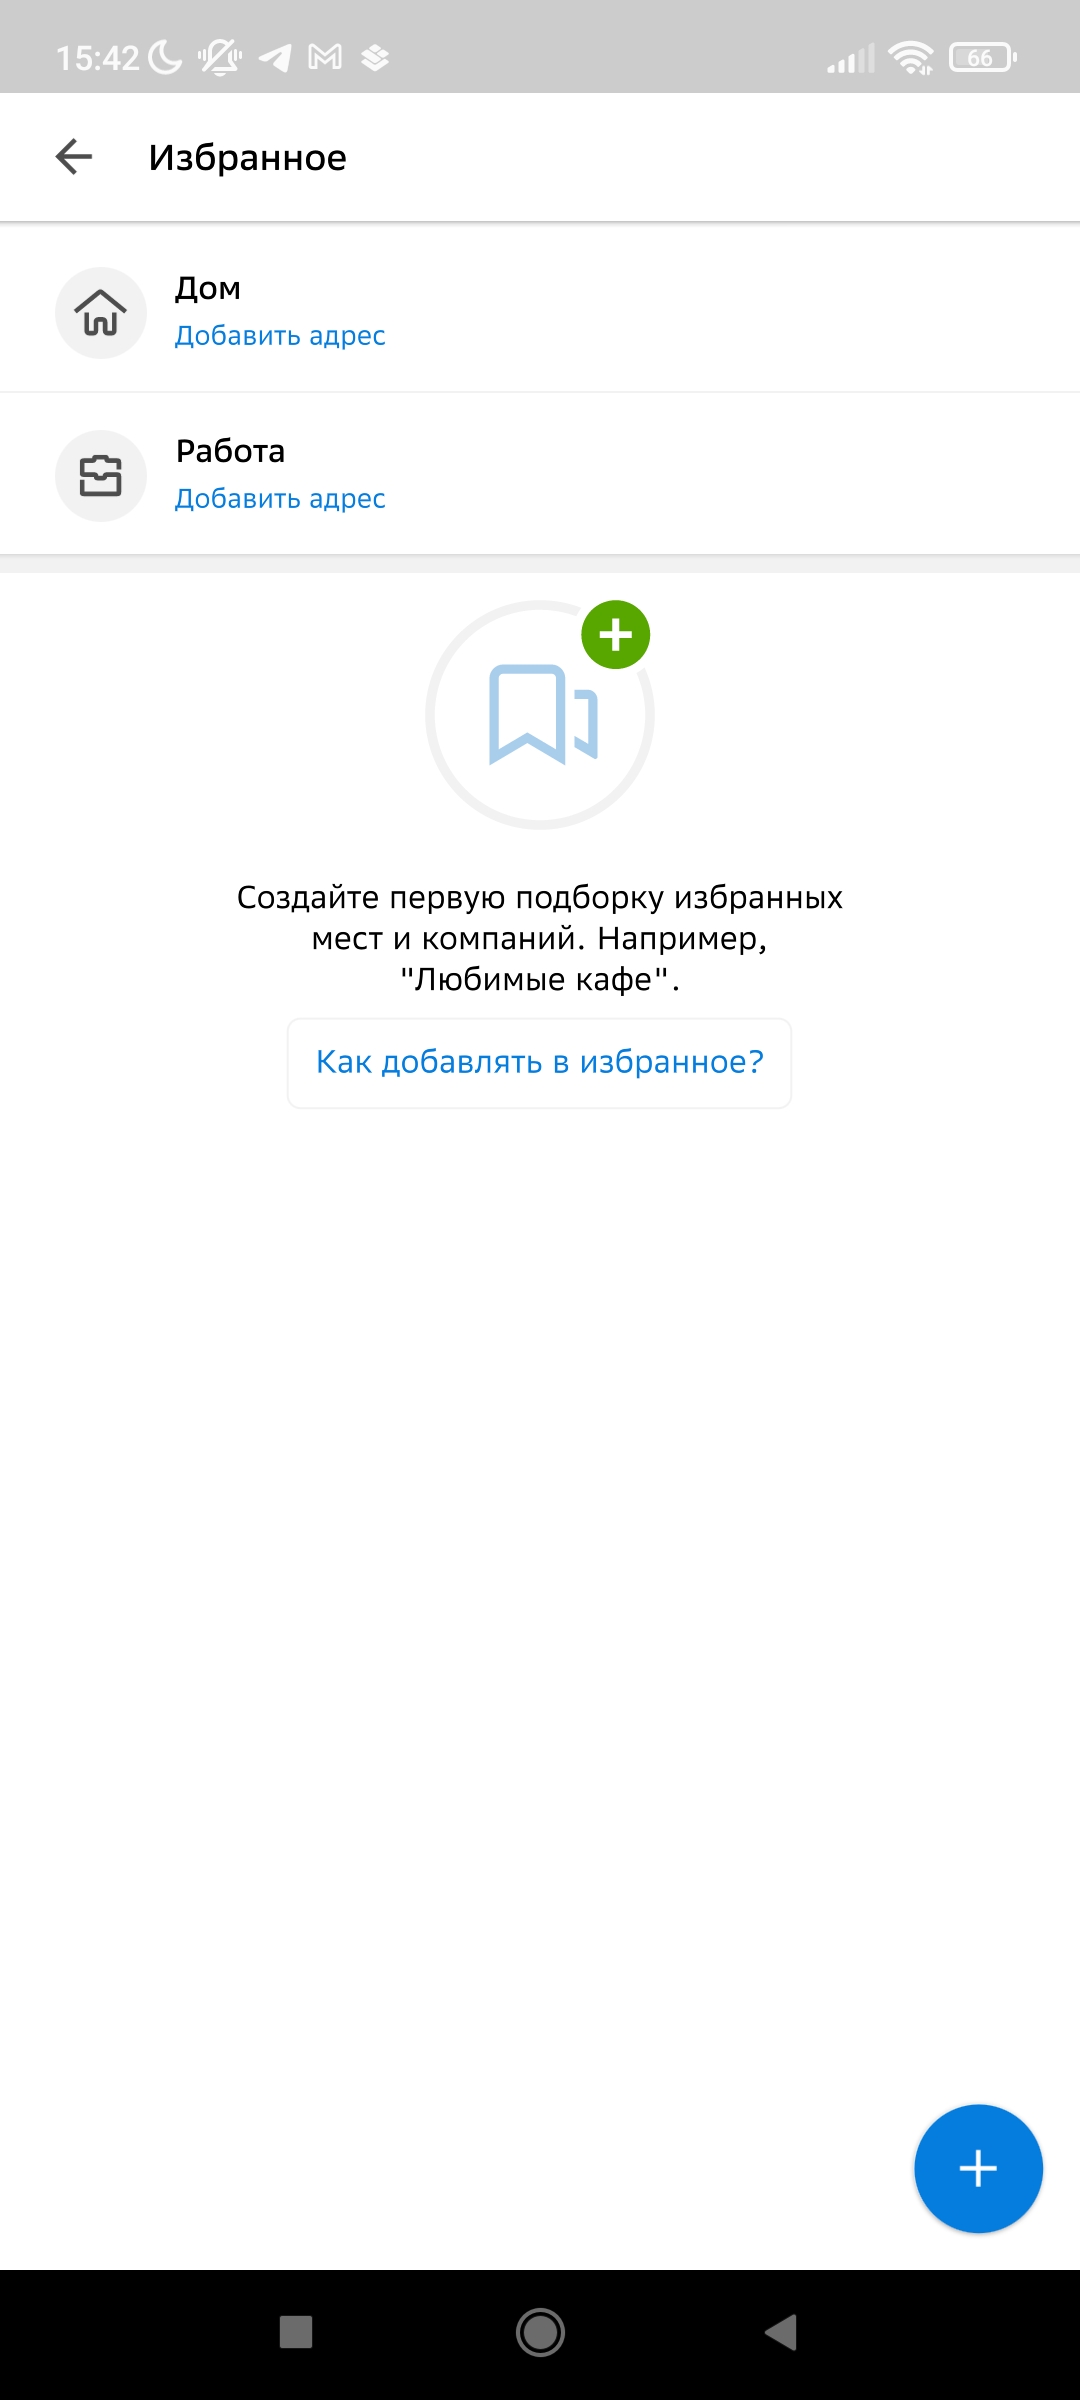 15:42
66
Избранное
Дом
Добавить адрес
Работа
Добавить адрес
Создайте первую подборку избранных
мест и компаний. Например,
"Любимые кафе".
Как добавлять в избранное?